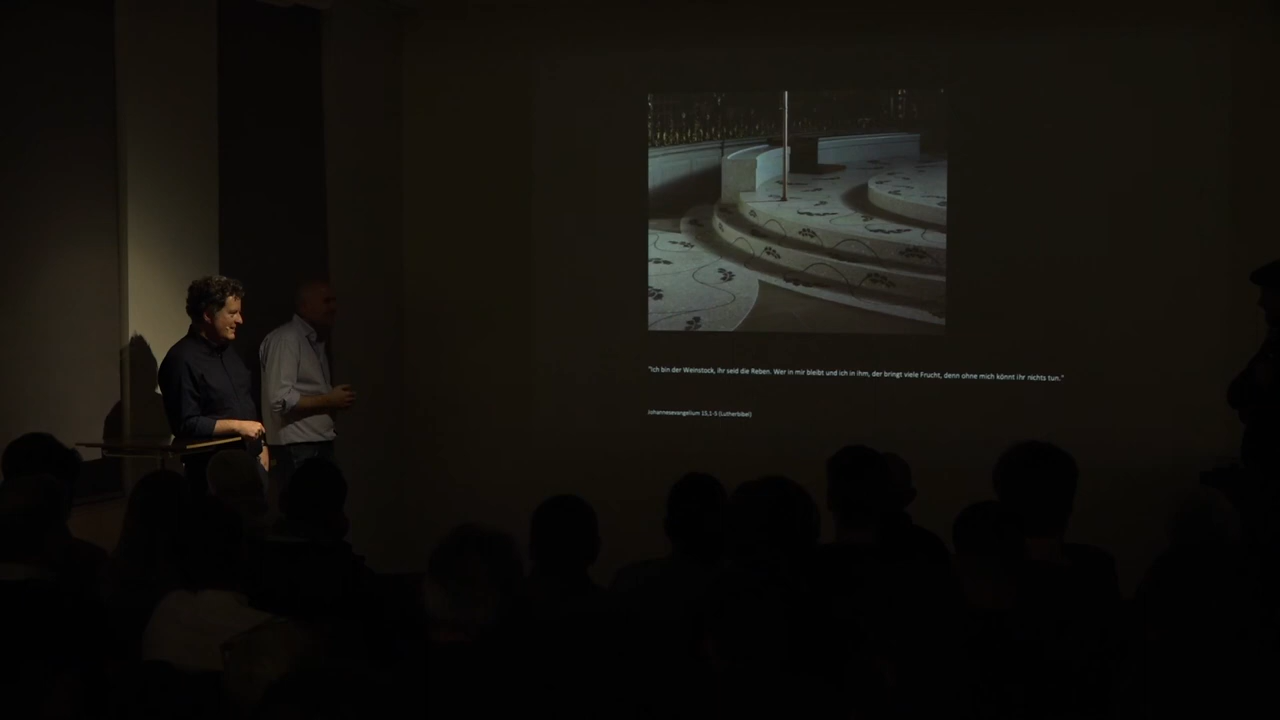 "Ich bin der Weinstock, ihr seid die Reben. Wer in mir bleibt und ich in ihm, der bringt viele Frucht, denn ohne mich könnt ihr nichts tun."
Johannesevangelium 15,1-5 (Lutherbibel)